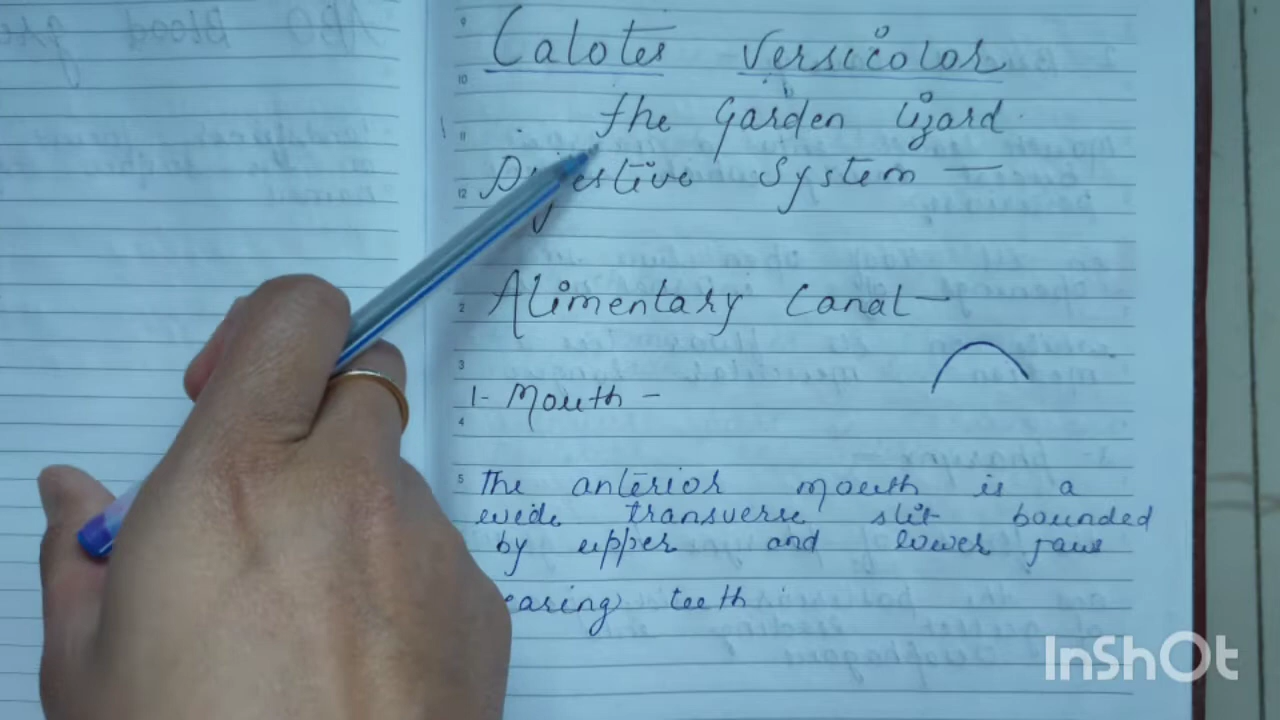 Calotes Versicolor
The Garden lizard
Digestive System —
Alimentary Canal —
1- Mouth —
The anterior mouth is a
wide transverse slit bounded
by upper and lower jaws
bearing teeth
InShOt